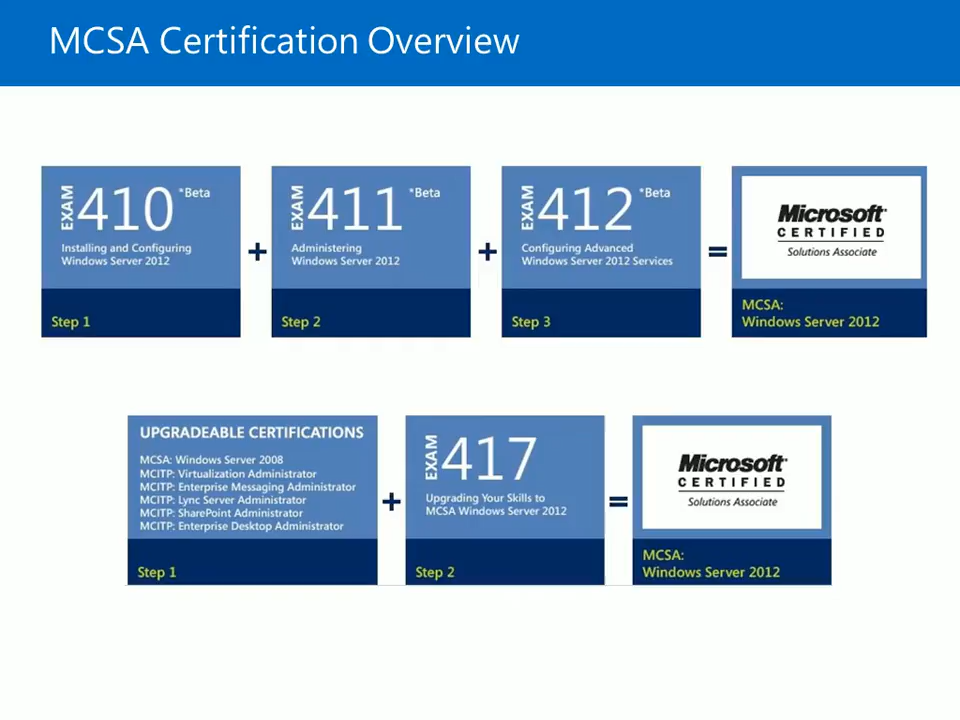 MCSA Certification Overview
EXAM 410 *Beta
Installing and Configuring
Windows Server 2012
Step 1
+
EXAM 411 *Beta
Administering
Windows Server 2012
Step 2
+
EXAM 412 *Beta
Configuring Advanced
Windows Server 2012 Services
Step 3
=
Microsoft
CERTIFIED
Solutions Associate
MCSA:
Windows Server 2012
UPGRADEABLE CERTIFICATIONS
MCSA: Windows Server 2008
MCITP: Virtualization Administrator
MCITP: Enterprise Messaging Administrator
MCITP: Lync Server Administrator
MCITP: SharePoint Administrator
MCITP: Enterprise Desktop Administrator
Step 1
+
EXAM 417
Upgrading Your Skills to
MCSA Windows Server 2012
Step 2
=
Microsoft
CERTIFIED
Solutions Associate
MCSA:
Windows Server 2012